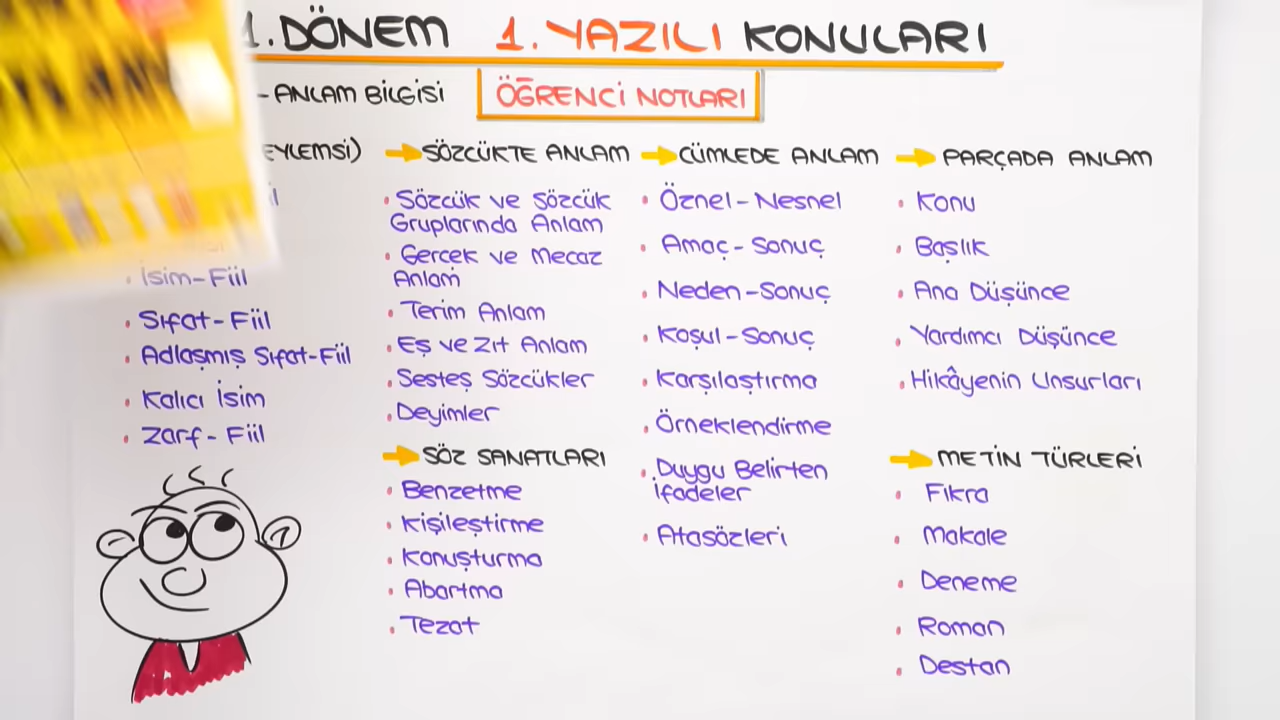 1. DÖNEM 1. YAZILI KONULARI
- ANLAM BİLGİSİ
ÖĞRENCİ NOTLARI
EYLEMSİ)
İsim-Fiil
Sıfat-Fiil
Adlaşmış Sıfat-Fiil
Kalıcı İsim
Zarf-Fiil
SÖZCÜKTE ANLAM
Sözcük ve Sözcük
Gruplarında Anlam
Gerçek ve Mecaz
Anlam
Terim Anlam
Eş ve Zıt Anlam
Sesteş Sözcükler
Deyimler
SÖZ SANATLARI
Benzetme
Kişileştirme
Konuşturma
Abartma
Tezat
CÜMLEDE ANLAM
Öznel-Nesnel
Amaç-Sonuç
Neden-Sonuç
Koşul-Sonuç
Karşılaştırma
Örneklendirme
Duygu Belirten
İfadeler
Atasözleri
PARÇADA ANLAM
Konu
Başlık
Ana Düşünce
Yardımcı Düşünce
Hikâyenin Unsurları
METİN TÜRLERİ
Fıkra
Makale
Deneme
Roman
Destan